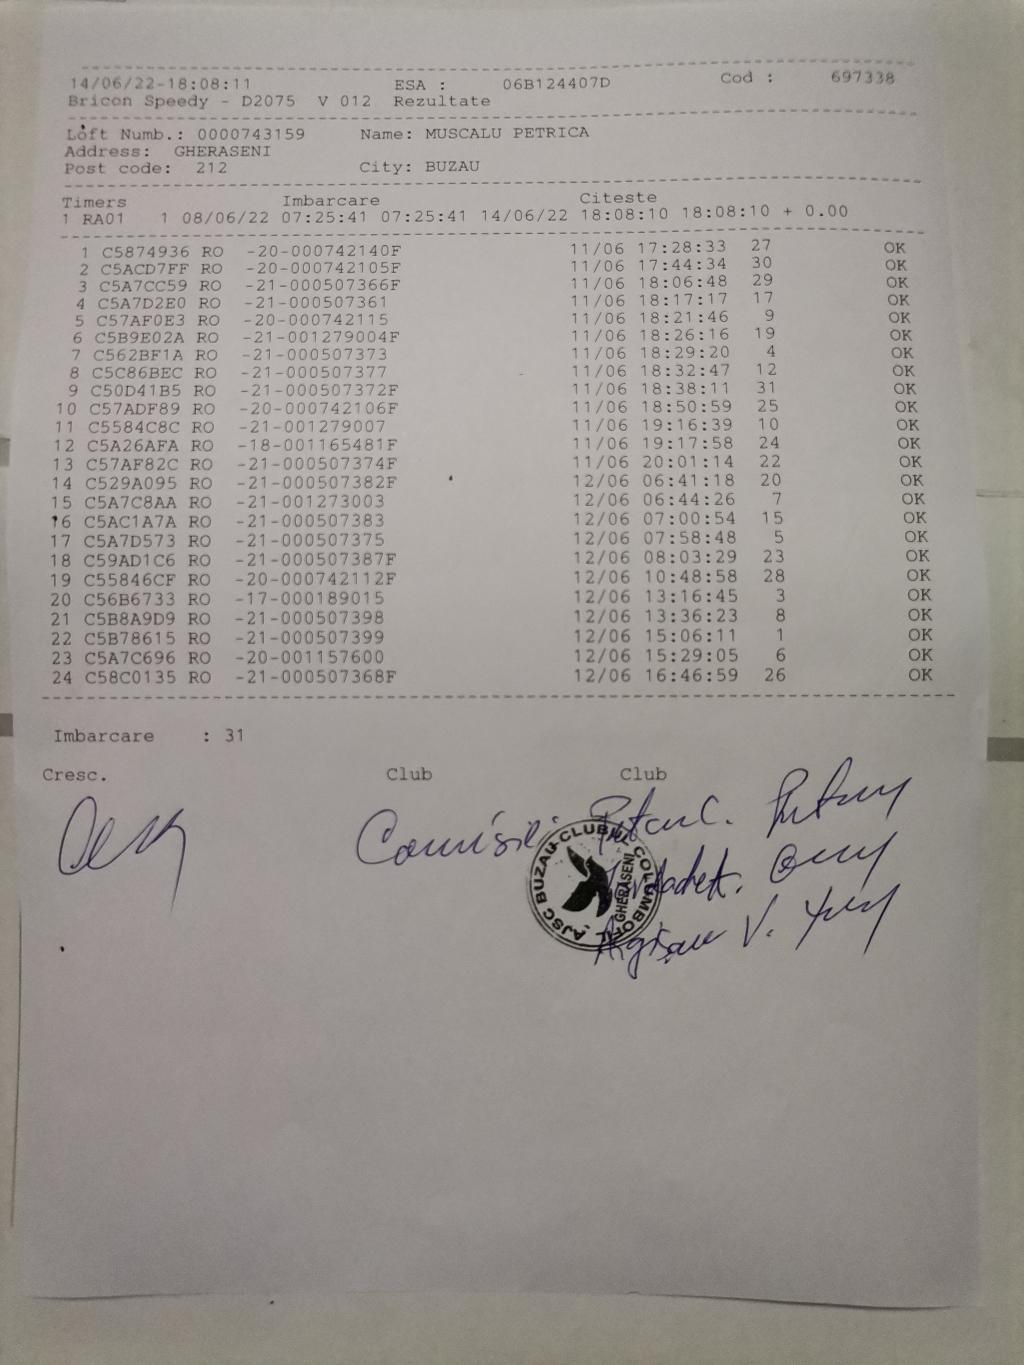 14/06/22-18:08:11 ESA : 06B124407D Cod : 697338
Bricon Speedy - D2075 V 012 Rezultate
Loft Numb.: 0000743159 Name: MUSCALU PETRICA
Address: GHERASENI
Post code: 212 City: BUZAU
Timers Imbarcare Citeste
1 RA01 1 08/06/22 07:25:41 07:25:41 14/06/22 18:08:10 18:08:10 + 0.00
1 C5874936 RO -20-000742140F 11/06 17:28:33 27 OK
2 C5ACD7FF RO -20-000742105F 11/06 17:44:34 30 OK
3 C5A7CC59 RO -21-000507366F 11/06 18:06:48 29 OK
4 C5A7D2E0 RO -21-000507361 11/06 18:17:17 17 OK
5 C57AF0E3 RO -20-000742115 11/06 18:21:46 9 OK
6 C5B9E02A RO -21-001279004F 11/06 18:26:16 19 OK
7 C562BF1A RO -21-000507373 11/06 18:29:20 4 OK
8 C5C86BEC RO -21-000507377 11/06 18:32:47 12 OK
9 C50D41B5 RO -21-000507372F 11/06 18:38:11 31 OK
10 C57ADF89 RO -20-000742106F 11/06 18:50:59 25 OK
11 C5584C8C RO -21-001279007 11/06 19:16:39 10 OK
12 C5A26AFA RO -18-001165481F 11/06 19:17:58 24 OK
13 C57AF82C RO -21-000507374F 11/06 20:01:14 22 OK
14 C529A095 RO -21-000507382F 12/06 06:41:18 20 OK
15 C5A7C8AA RO -21-001273003 12/06 06:44:26 7 OK
16 C5AC1A7A RO -21-000507383 12/06 07:00:54 15 OK
17 C5A7D573 RO -21-000507375 12/06 07:58:48 5 OK
18 C59AD1C6 RO -21-000507387F 12/06 08:03:29 23 OK
19 C55846CF RO -20-000742112F 12/06 10:48:58 28 OK
20 C56B6733 RO -17-000189015 12/06 13:16:45 3 OK
21 C5B8A9D9 RO -21-000507398 12/06 13:36:23 8 OK
22 C5B78615 RO -21-000507399 12/06 15:06:11 1 OK
23 C5A7C696 RO -20-001157600 12/06 15:29:05 6 OK
24 C58C0135 RO -21-000507368F 12/06 16:46:59 26 OK
Imbarcare : 31
Cresc. Club Club
AJSC BUZAU-CLUBUL COLUMBOFIL
GHERASENI
V.